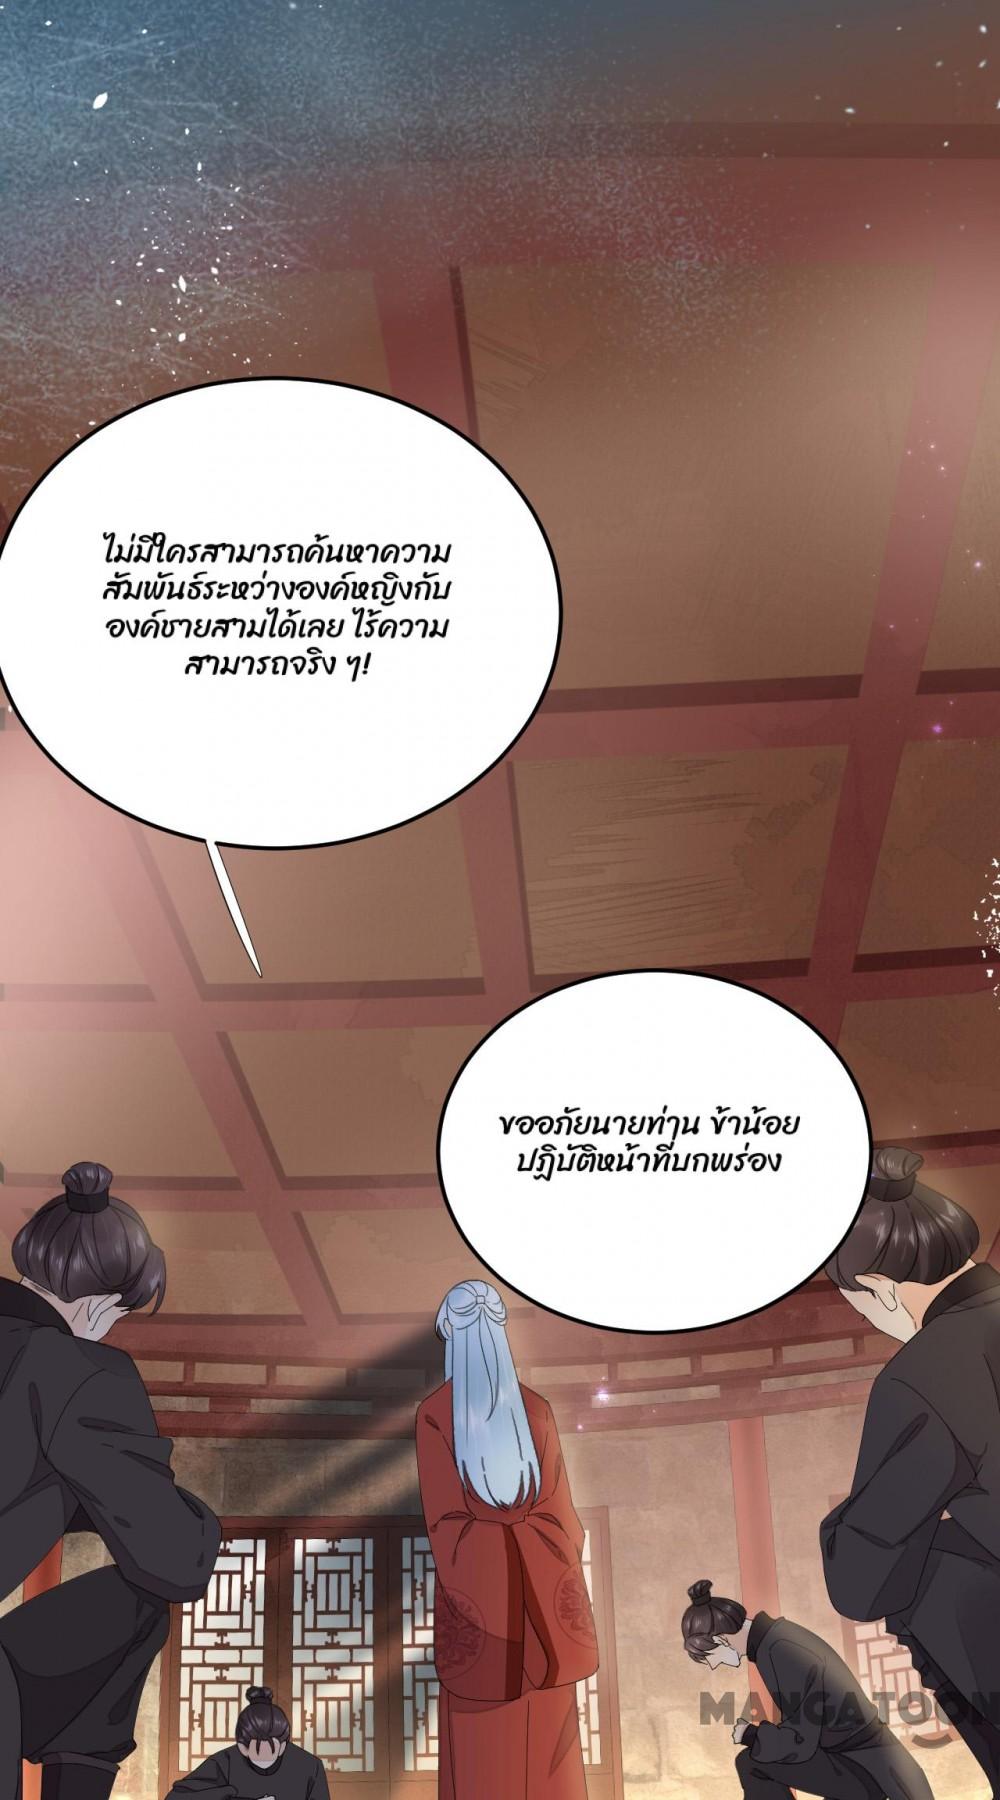 ไม่มีใครสามารถค้นหาความ
สัมพันธ์ระหว่างองค์หญิงกับ
องค์ชายสามได้เลย ไร้ความ
สามารถจริง ๆ!
ขออภัยนายท่าน ข้าน้อย
ปฏิบัติหน้าที่บกพร่อง
MANGATOON